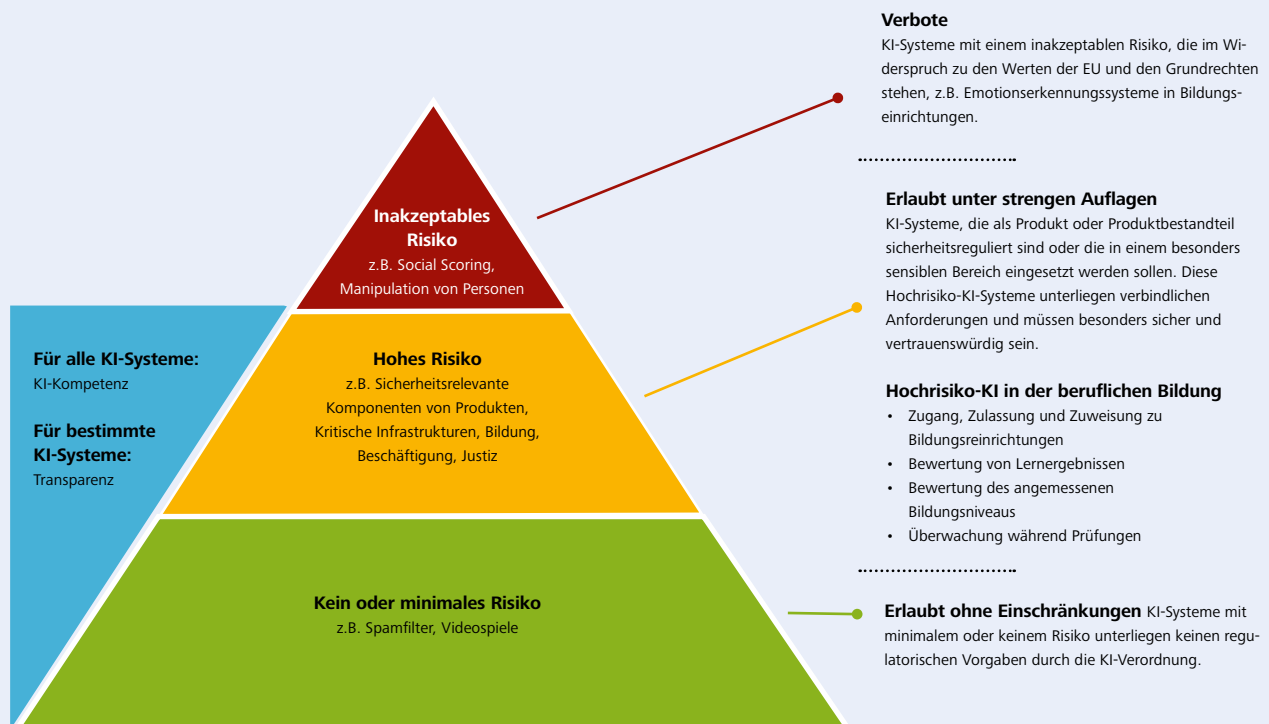 Verbote
KI-Systeme mit einem inakzeptablen Risiko, die im Wi-
derspruch zu den Werten der EU und den Grundrechten
stehen, z.B. Emotionserkennungssysteme in Bildungs-
einrichtungen.
Inakzeptables
Risiko
z.B. Social Scoring,
Manipulation von Personen
Erlaubt unter strengen Auflagen
KI-Systeme, die als Produkt oder Produktbestandteil
sicherheitsreguliert sind oder die in einem besonders
sensiblen Bereich eingesetzt werden sollen. Diese
Hochrisiko-KI-Systeme unterliegen verbindlichen
Anforderungen und müssen besonders sicher und
vertrauenswürdig sein.
Für alle KI-Systeme:
KI-Kompetenz
Für bestimmte
KI-Systeme:
Transparenz
Hohes Risiko
z.B. Sicherheitsrelevante
Komponenten von Produkten,
Kritische Infrastrukturen, Bildung,
Beschäftigung, Justiz
Hochrisiko-KI in der beruflichen Bildung
• Zugang, Zulassung und Zuweisung zu
Bildungsreinrichtungen
• Bewertung von Lernergebnissen
• Bewertung des angemessenen
Bildungsniveaus
• Überwachung während Prüfungen
Kein oder minimales Risiko
z.B. Spamfilter, Videospiele
Erlaubt ohne Einschränkungen KI-Systeme mit
minimalem oder keinem Risiko unterliegen keinen regu-
latorischen Vorgaben durch die KI-Verordnung.